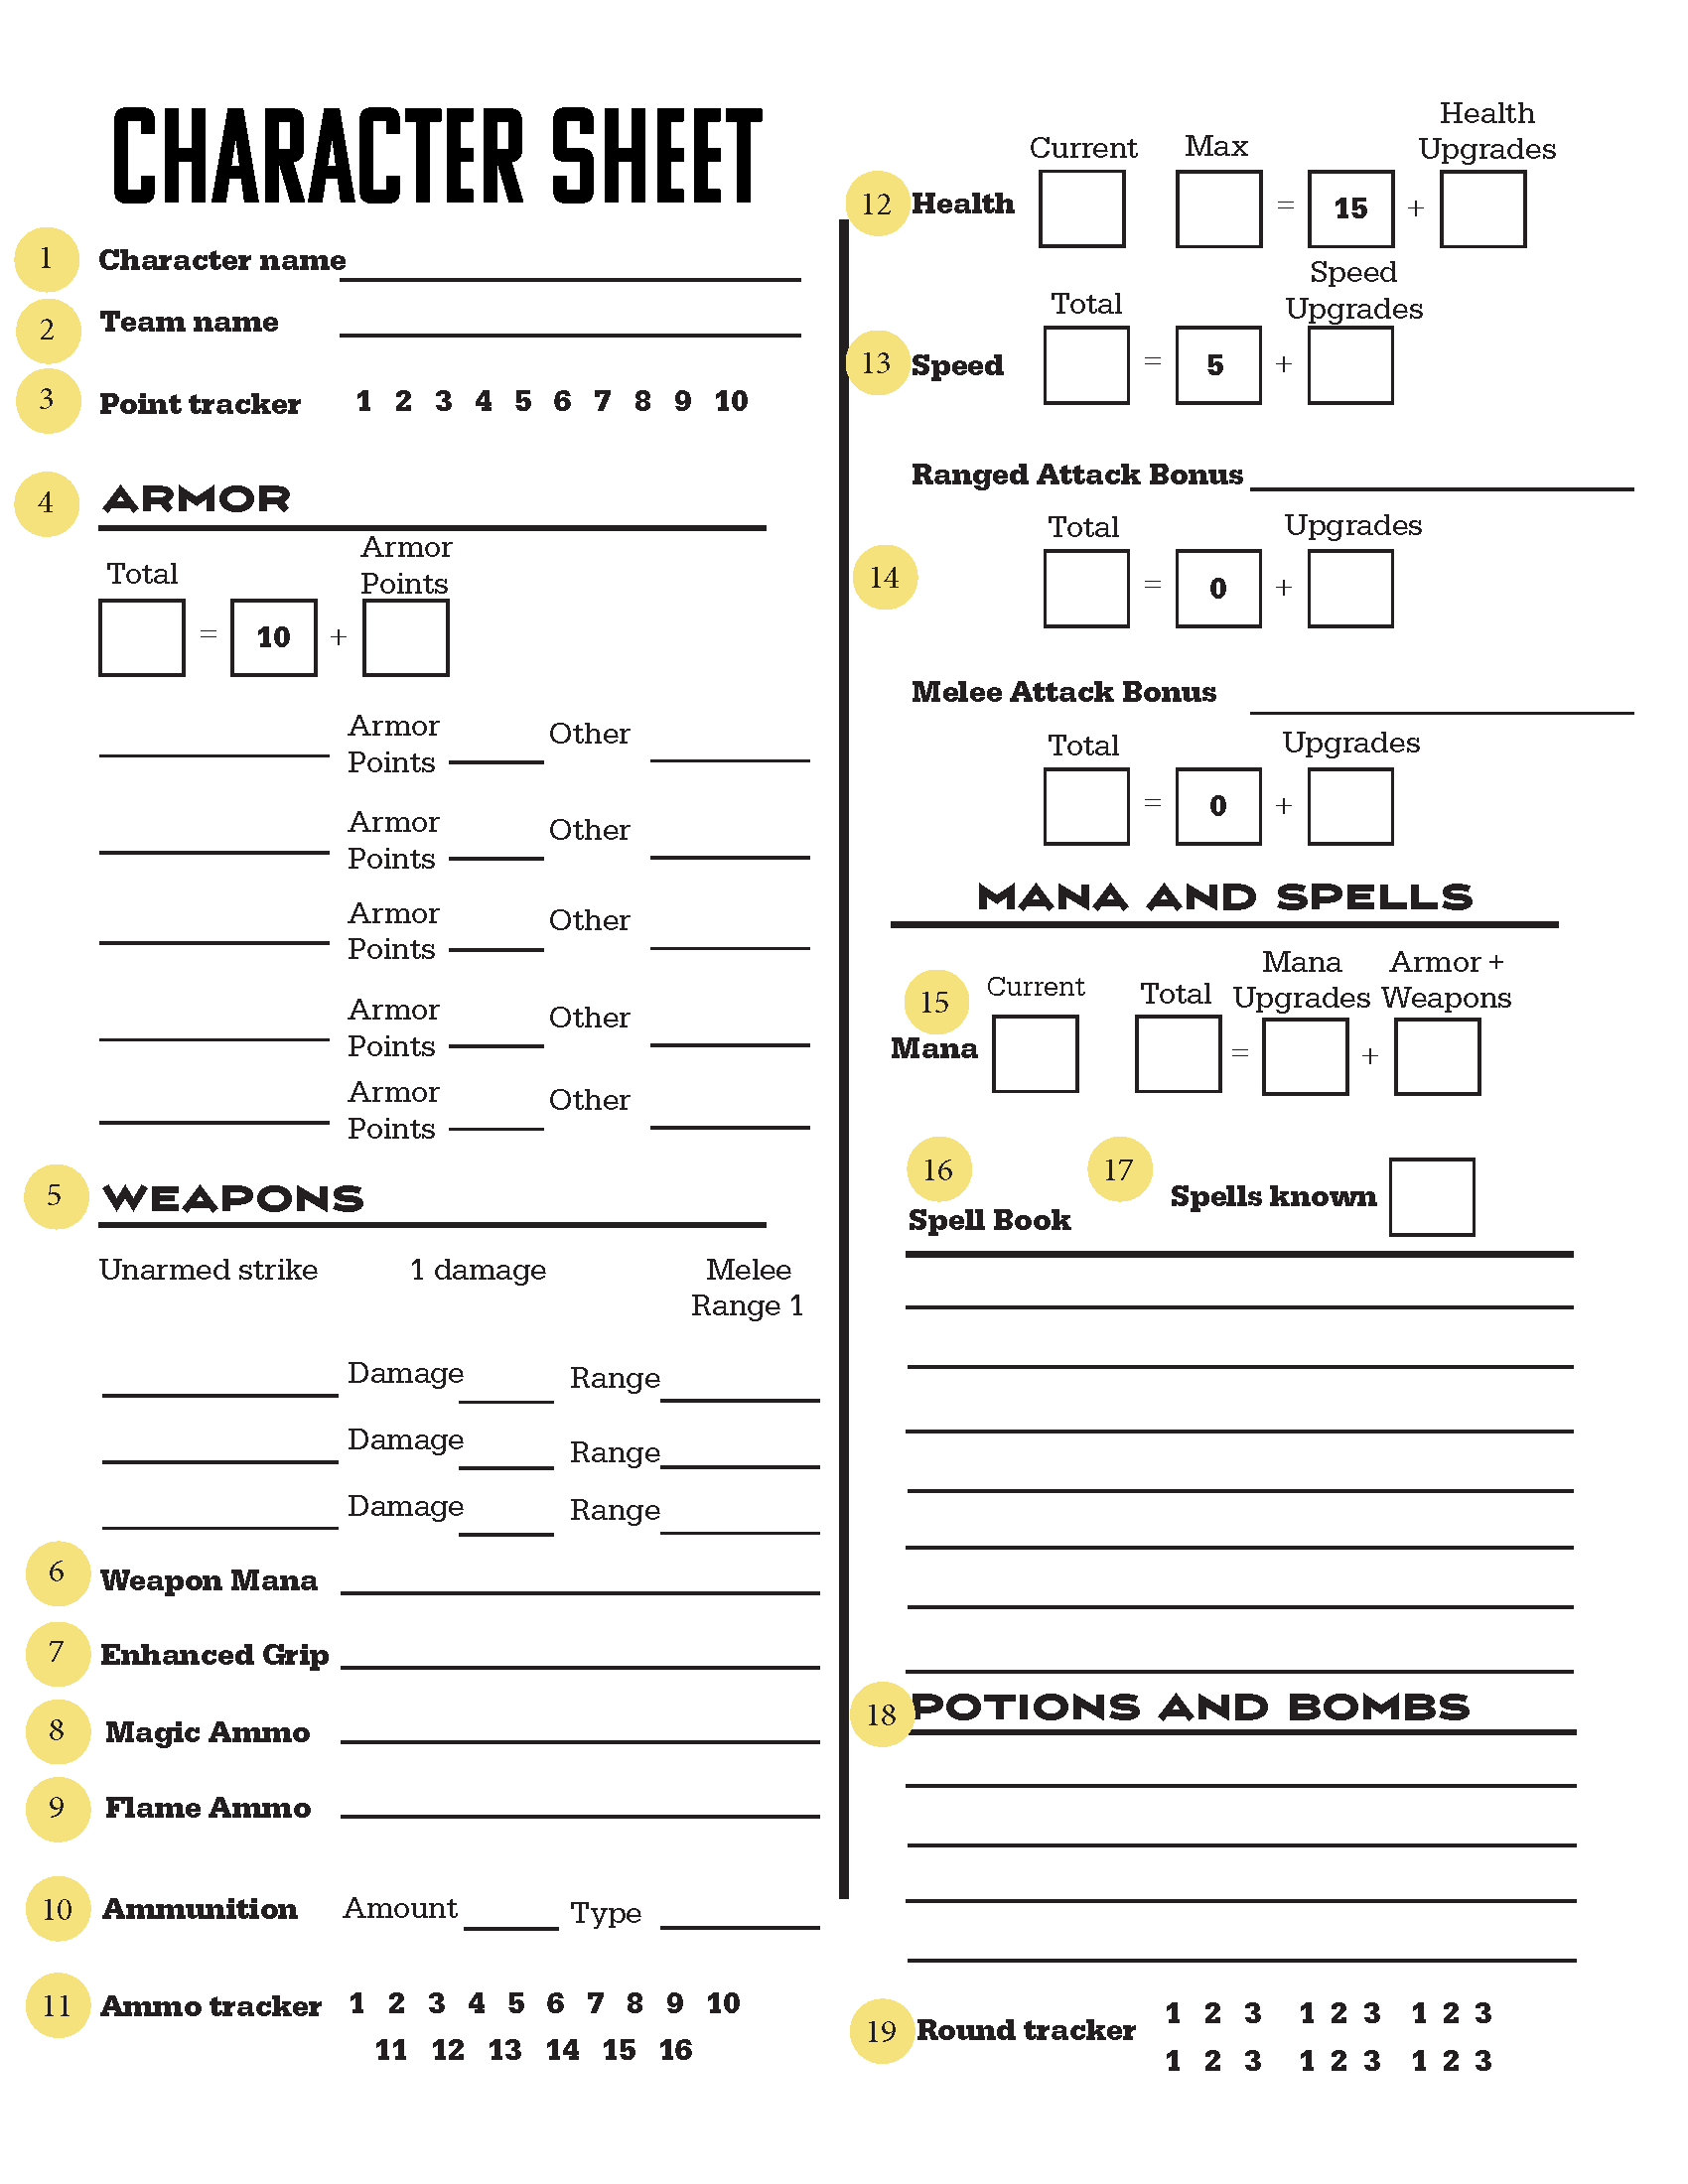 CHARACTER SHEET
1 Character name
2 Team name
3 Point tracker 1 2 3 4 5 6 7 8 9 10
4 ARMOR
Total Armor Points
= 10 +
Armor Points Other
Armor Points Other
Armor Points Other
Armor Points Other
Armor Points Other
5 WEAPONS
Unarmed strike 1 damage Melee Range 1
Damage Range
Damage Range
Damage Range
6 Weapon Mana
7 Enhanced Grip
8 Magic Ammo
9 Flame Ammo
10 Ammunition Amount Type
11 Ammo tracker 1 2 3 4 5 6 7 8 9 10
11 12 13 14 15 16
Current Max Health Upgrades
12 Health = 15 +
Total Speed Upgrades
13 Speed = 5 +
Ranged Attack Bonus
Total Upgrades
14 = 0 +
Melee Attack Bonus
Total Upgrades
= 0 +
MANA AND SPELLS
15 Current Total Mana Upgrades Armor + Weapons
Mana = +
16 Spell Book
17 Spells known
18 POTIONS AND BOMBS
19 Round tracker 1 2 3 1 2 3 1 2 3
1 2 3 1 2 3 1 2 3